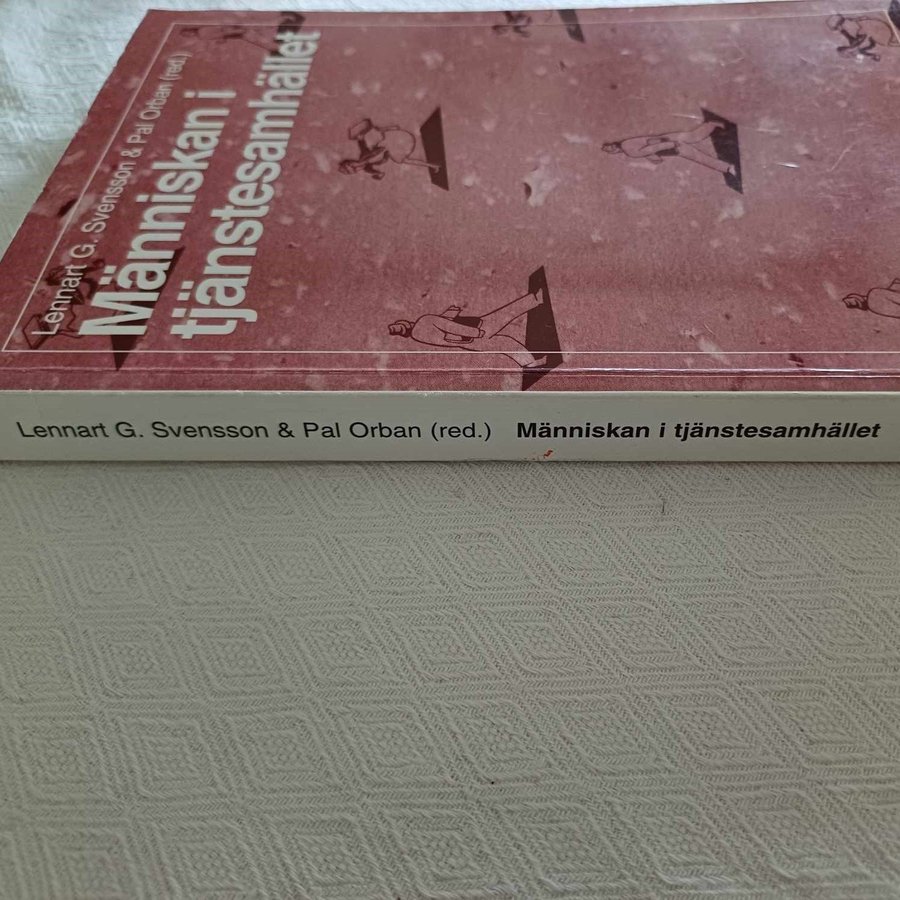 Lennart G. Svensson & Pal Orban (red.)
Människan i
tjänstesamhället
Lennart G. Svensson & Pal Orban (red.) Människan i tjänstesamhället